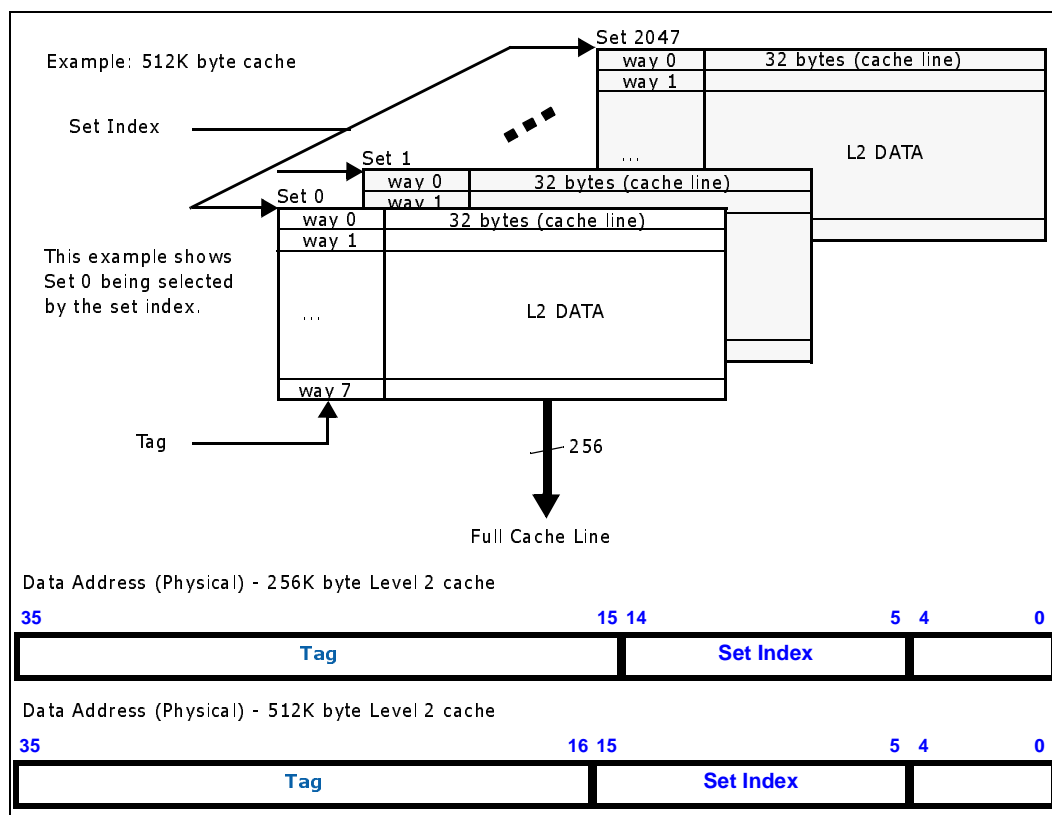 Set 2047
Example: 512K byte cache
way 0
32 bytes (cache line)
way 1
Set Index
...
L2 DATA
Set 1
way 0
32 bytes (cache line)
way 1
Set 0
way 0
32 bytes (cache line)
way 1
This example shows
Set 0 being selected
by the set index.
...
L2 DATA
way 7
Tag
256
Full Cache Line
Data Address (Physical) - 256K byte Level 2 cache
35 15 14 5 4 0
Tag Set Index
Data Address (Physical) - 512K byte Level 2 cache
35 16 15 5 4 0
Tag Set Index